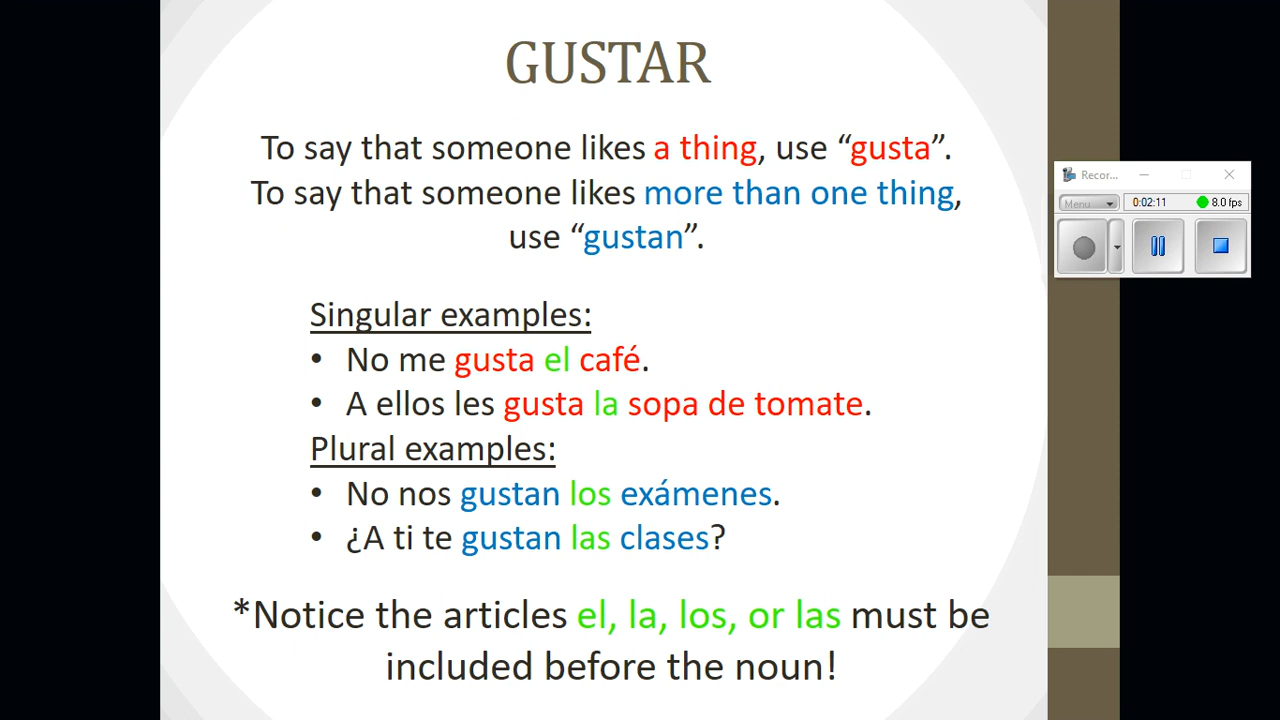 GUSTAR
To say that someone likes a thing, use “gusta”.
To say that someone likes more than one thing,
use “gustan”.
Singular examples:
• No me gusta el café.
• A ellos les gusta la sopa de tomate.
Plural examples:
• No nos gustan los exámenes.
• ¿A ti te gustan las clases?
*Notice the articles el, la, los, or las must be
included before the noun!
Recor...
Menu 0:02:11 8.0 fps